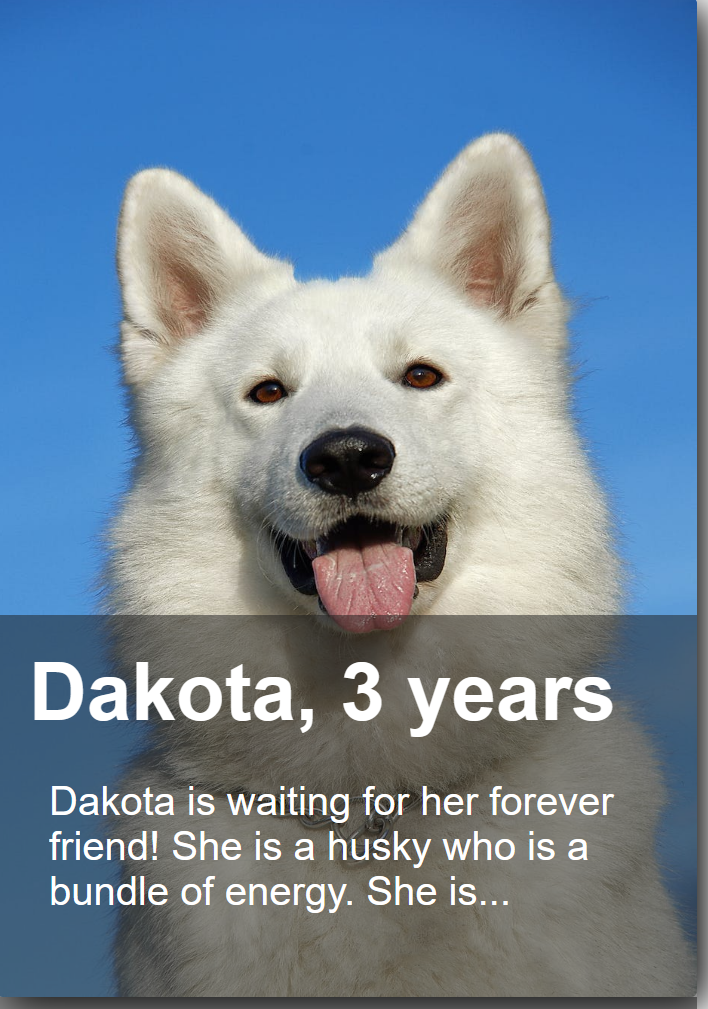 Dakota, 3 years
Dakota is waiting for her forever
friend! She is a husky who is a
bundle of energy. She is...